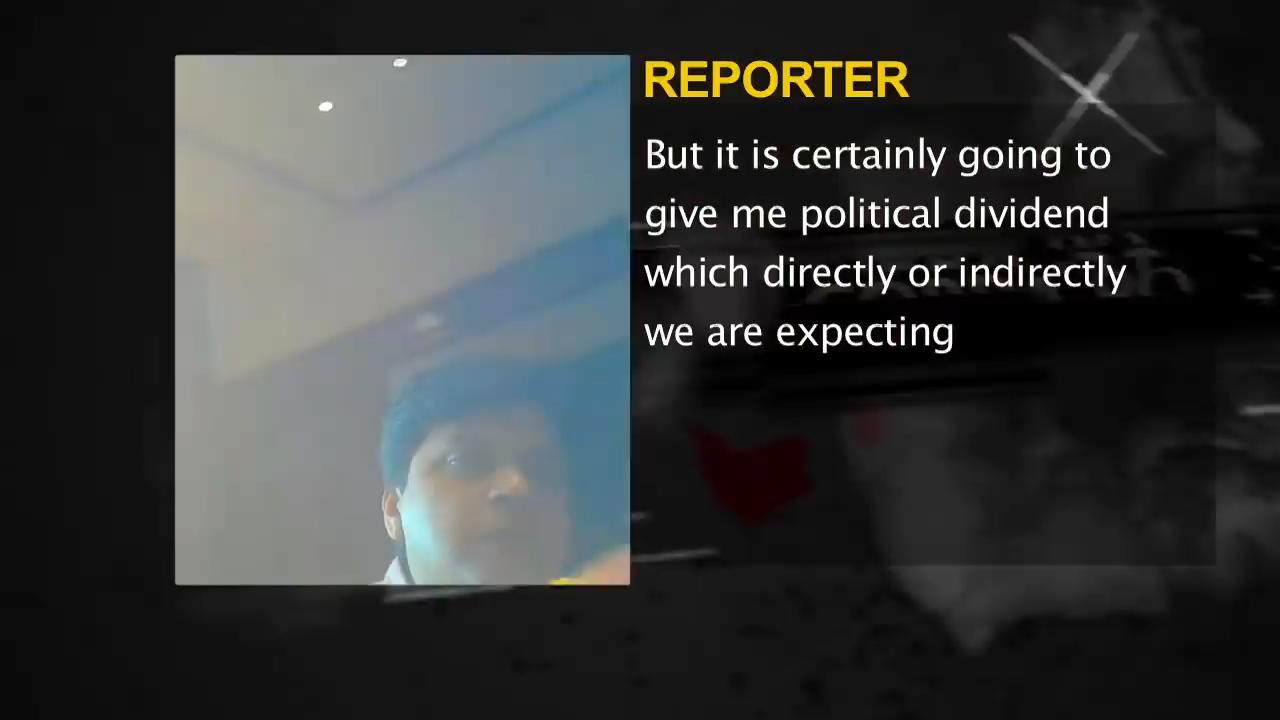 REPORTER
But it is certainly going to
give me political dividend
which directly or indirectly
we are expecting